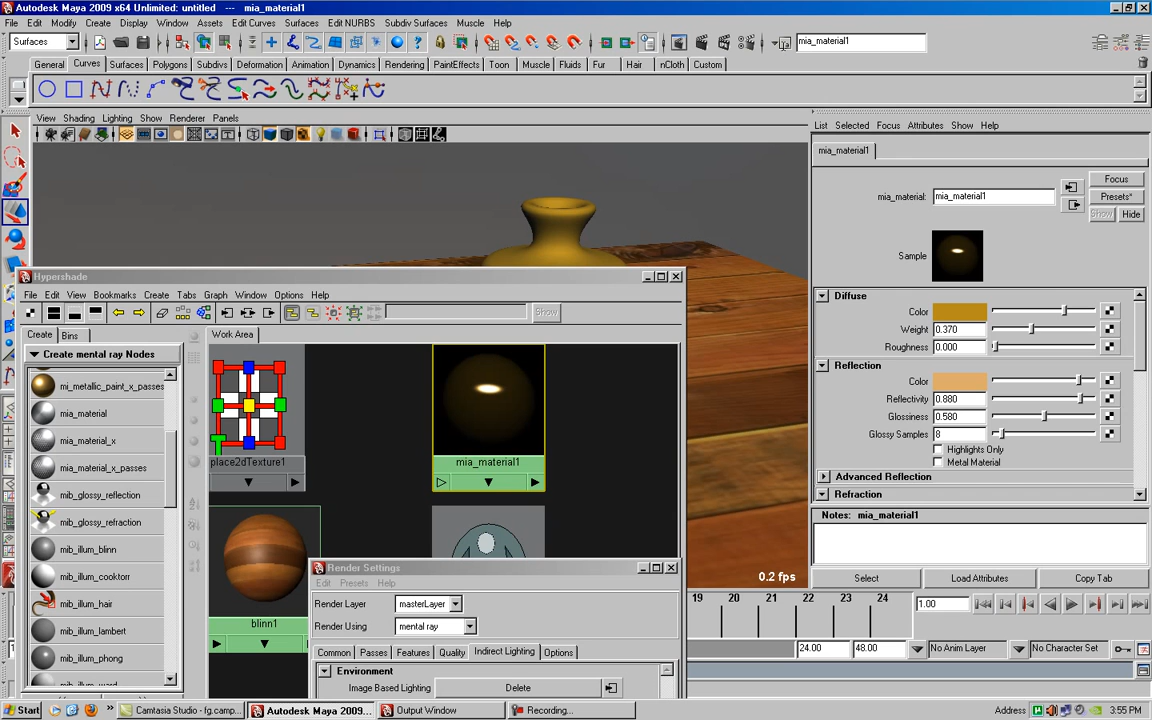 Autodesk Maya 2009 x64 Unlimited: untitled --- mia_material1
File Edit Modify Create Display Window Assets Edit Curves Surfaces Edit NURBS Subdiv Surfaces Muscle Help
Surfaces
mia_material1
General Curves Surfaces Polygons Subdivs Deformation Animation Dynamics Rendering PaintEffects Toon Muscle Fluids Fur Hair nCloth Custom
View Shading Lighting Show Renderer Panels
List Selected Focus Attributes Show Help
mia_material1
Focus
mia_material: mia_material1
Presets*
Show Hide
Sample
Diffuse
Color
Weight 0.370
Roughness 0.000
Reflection
Color
Reflectivity 0.880
Glossiness 0.580
Glossy Samples 8
Highlights Only
Metal Material
Advanced Reflection
Refraction
Notes: mia_material1
Select Load Attributes Copy Tab
Hypershade
File Edit View Bookmarks Create Tabs Graph Window Options Help
Show
Create Bins
Work Area
Create mental ray Nodes
mi_metallic_paint_x_passes
mia_material
mia_material_x
mia_material_x_passes
mib_glossy_reflection
mib_glossy_refraction
mib_illum_blinn
mib_illum_cooktorr
mib_illum_hair
mib_illum_lambert
mib_illum_phong
place2dTexture1
mia_material1
blinn1
Render Settings
Edit Presets Help
Render Layer masterLayer
Render Using mental ray
Common Passes Features Quality Indirect Lighting Options
Environment
Image Based Lighting Delete
0.2 fps
19 20 21 22 23 24
1.00
24.00 48.00 No Anim Layer No Character Set
Start Camtasia Studio - fg.camp... Autodesk Maya 2009... Output Window Recording... Address 3:55 PM